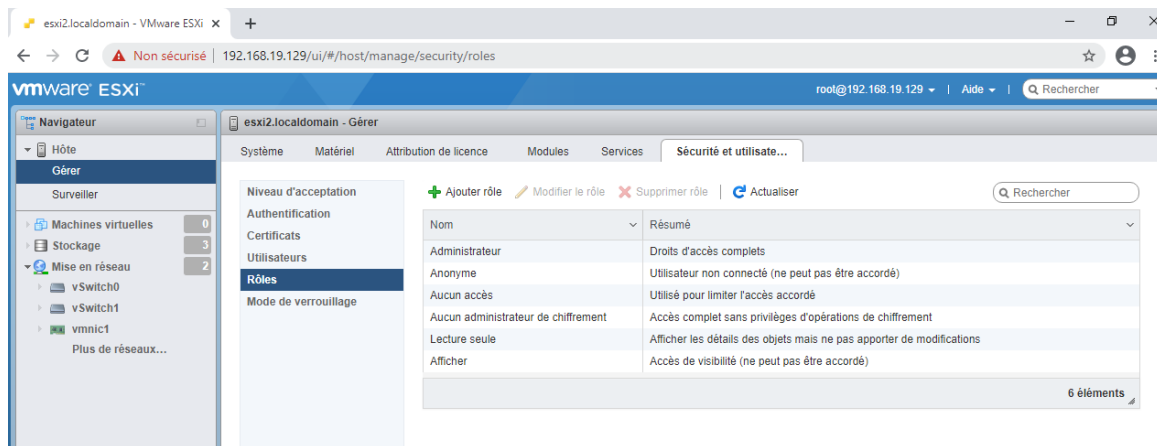 esxi2.localdomain - VMware ESXi
Non sécurisé 192.168.19.129/ui/#/host/manage/security/roles
vmware ESXi™
root@192.168.19.129 Aide Rechercher
Navigateur
Hôte
Gérer
Surveiller
Machines virtuelles 0
Stockage 3
Mise en réseau 2
vSwitch0
vSwitch1
vmnic1
Plus de réseaux...
esxi2.localdomain - Gérer
Système Matériel Attribution de licence Modules Services Sécurité et utilisate...
Niveau d'acceptation
Authentification
Certificats
Utilisateurs
Rôles
Mode de verrouillage
Ajouter rôle Modifier le rôle Supprimer rôle Actualiser Rechercher
Nom Résumé
Administrateur Droits d'accès complets
Anonyme Utilisateur non connecté (ne peut pas être accordé)
Aucun accès Utilisé pour limiter l'accès accordé
Aucun administrateur de chiffrement Accès complet sans privilèges d'opérations de chiffrement
Lecture seule Afficher les détails des objets mais ne pas apporter de modifications
Afficher Accès de visibilité (ne peut pas être accordé)
6 éléments